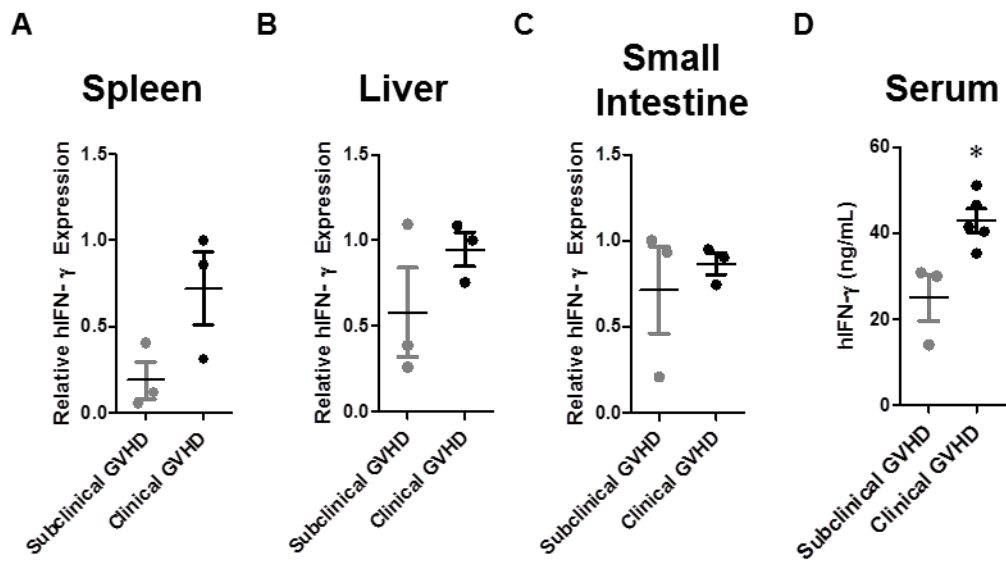 A
Spleen
Relative hIFN- γ Expression
1.5
1.0
0.5
0.0
Subclinical GVHD
Clinical GVHD
B
Liver
Relative hIFN- γ Expression
1.5
1.0
0.5
0.0
Subclinical GVHD
Clinical GVHD
C
Small
Intestine
Relative hIFN- γ Expression
1.5
1.0
0.5
0.0
Subclinical GVHD
Clinical GVHD
D
Serum
hIFN-γ (ng/mL)
60
40
20
0
*
Subclinical GVHD
Clinical GVHD